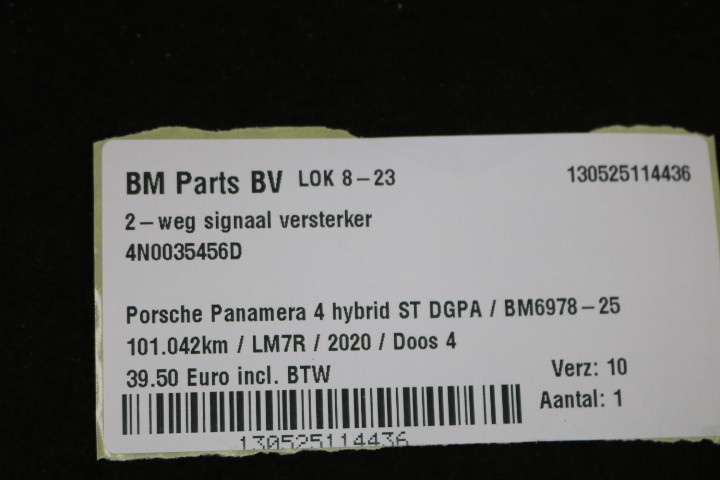 BM Parts BV LOK 8-23 130525114436
2-weg signaal versterker
4N0035456D
Porsche Panamera 4 hybrid ST DGPA / BM6978-25
101.042km / LM7R / 2020 / Doos 4
39.50 Euro incl. BTW Verz: 10
Aantal: 1
130525114436